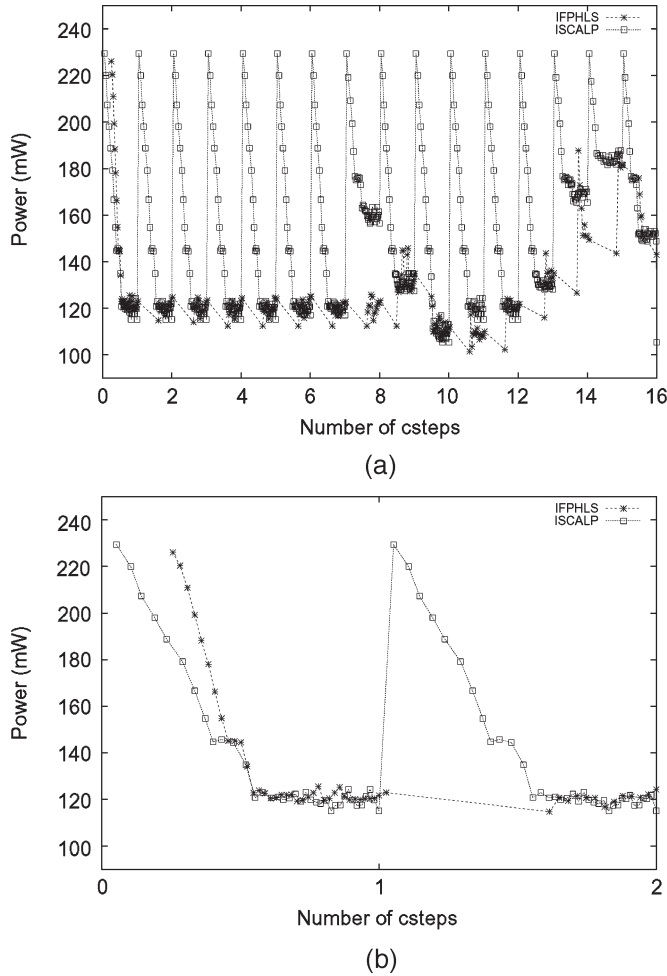 IFPHLS
ISCALP
240
220
200
180
160
140
120
100
Power (mW)
0 2 4 6 8 10 12 14 16
Number of csteps
(a)
IFPHLS
ISCALP
240
220
200
180
160
140
120
100
Power (mW)
0 1 2
Number of csteps
(b)